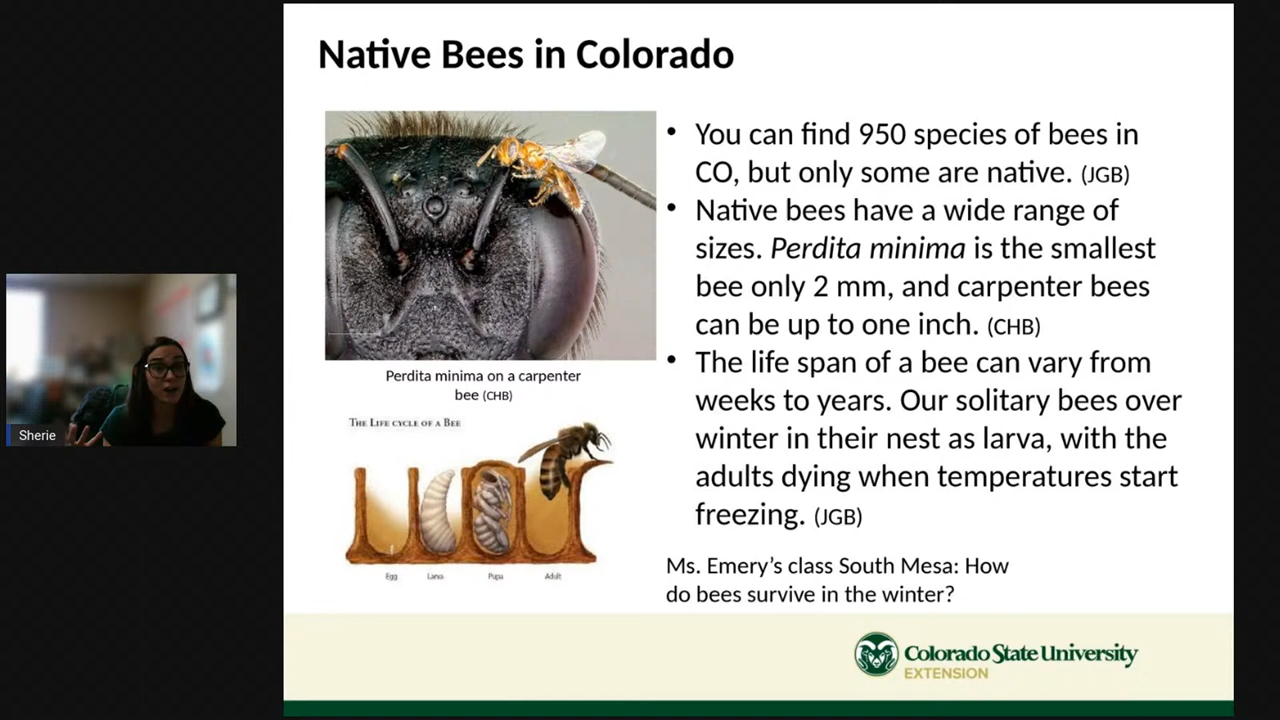 Native Bees in Colorado
• You can find 950 species of bees in
CO, but only some are native. (JGB)
• Native bees have a wide range of
sizes. Perdita minima is the smallest
bee only 2 mm, and carpenter bees
can be up to one inch. (CHB)
• The life span of a bee can vary from
weeks to years. Our solitary bees over
winter in their nest as larva, with the
adults dying when temperatures start
freezing. (JGB)
Perdita minima on a carpenter
bee (CHB)
The Life cycle of a Bee
Egg Larva Pupa Adult
Ms. Emery’s class South Mesa: How
do bees survive in the winter?
Sherie
Colorado State University
EXTENSION